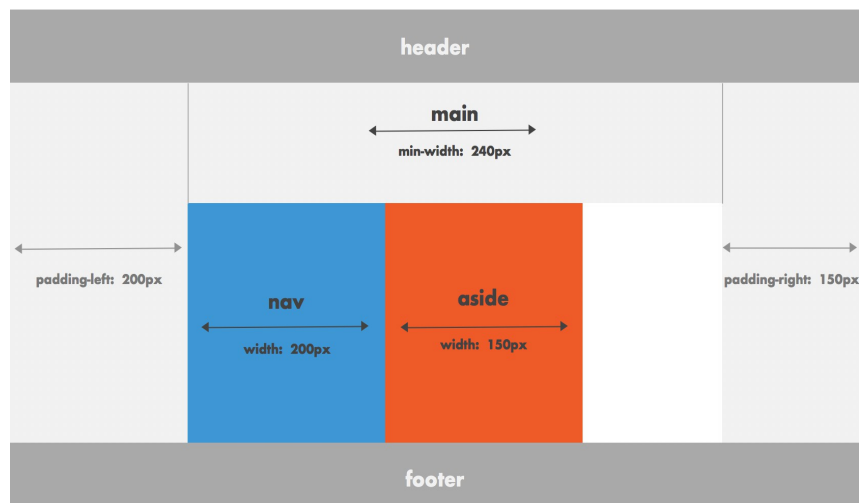 header
main
min-width: 240px
padding-left: 200px
padding-right: 150px
nav
width: 200px
aside
width: 150px
footer